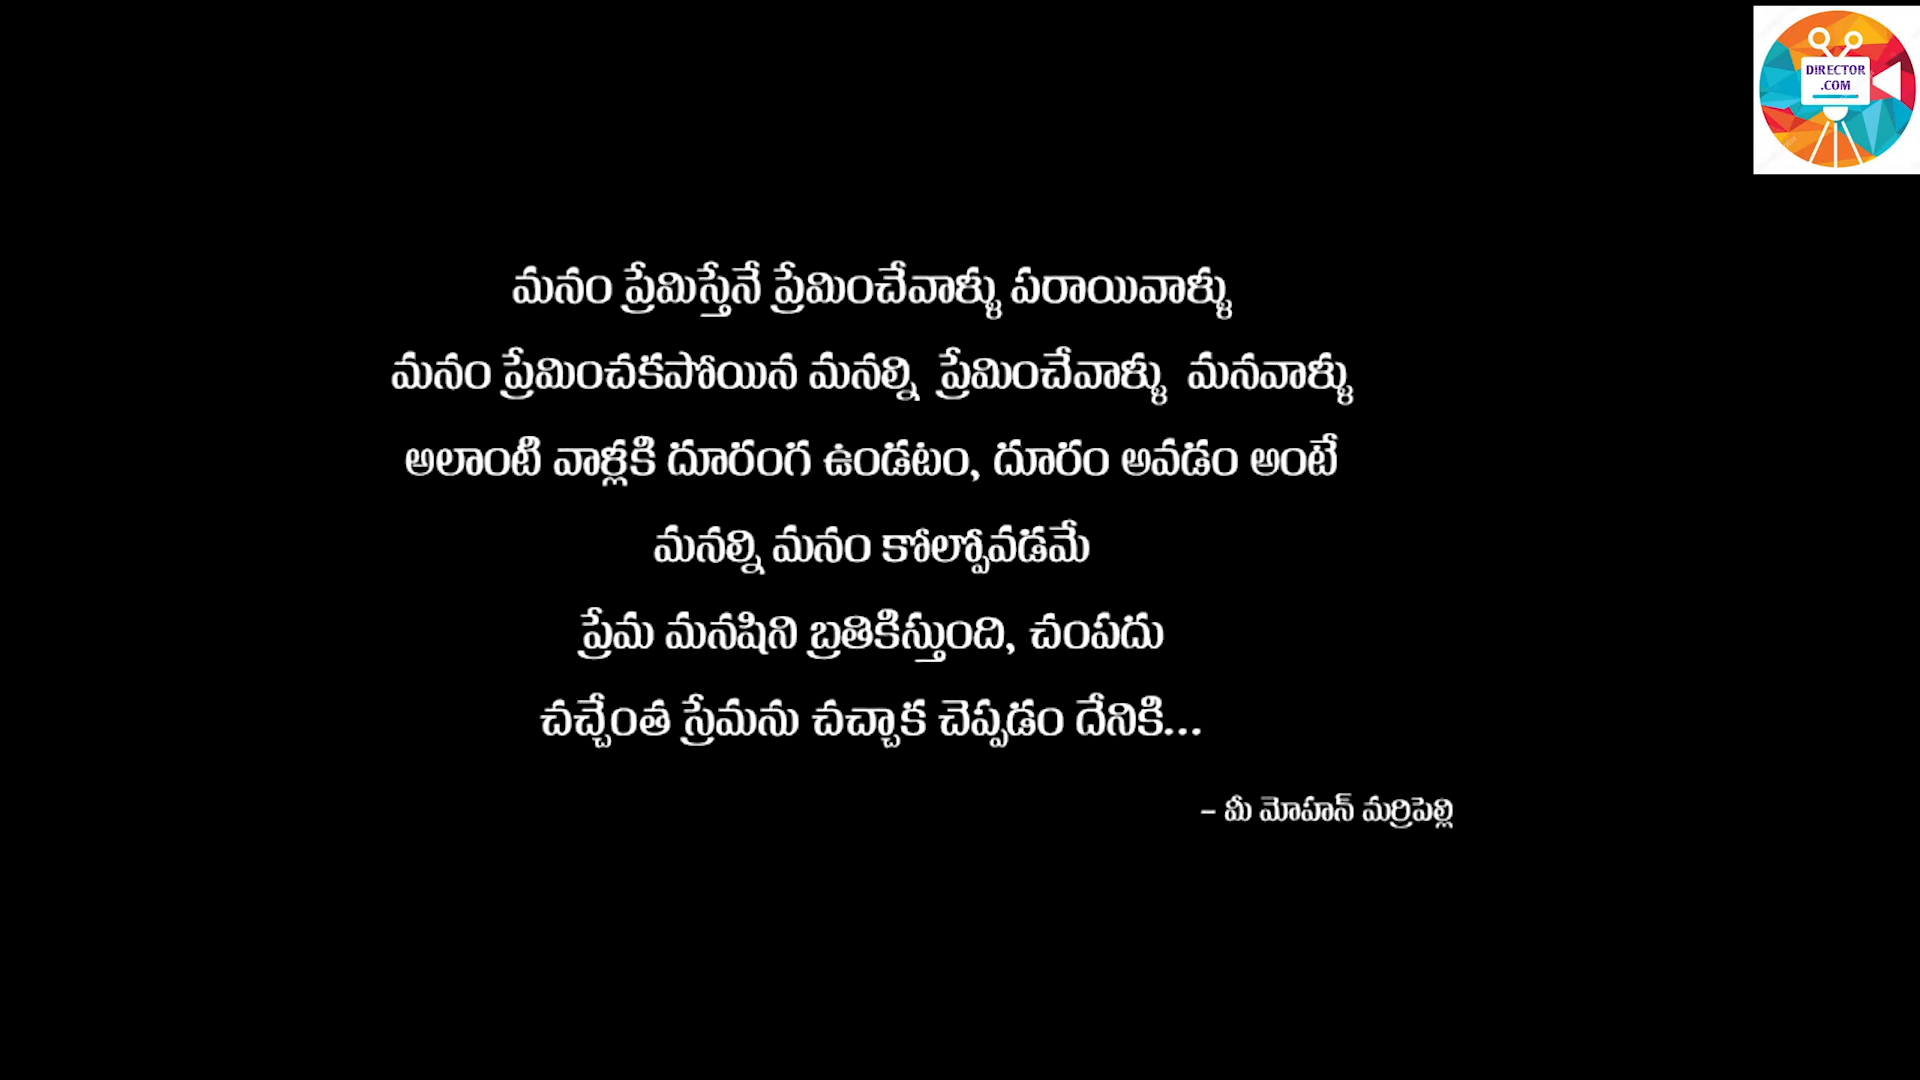 DIRECTOR
.COM
మనం ప్రేమిస్తేనే ప్రేమించేవాళ్ళు పరాయివాళ్ళు
మనం ప్రేమించకపోయిన మనల్ని ప్రేమించేవాళ్ళు మనవాళ్ళు
అలాంటి వాళ్లకి దూరంగ ఉండటం, దూరం అవడం అంటే
మనల్ని మనం కోల్పోవడమే
ప్రేమ మనషిని బ్రతికిస్తుంది, చంపదు
చచ్చేంత స్రేమను చచ్చాక చెప్పడం దేనికి...
- మీ మోహన్ మర్రిపెల్లి